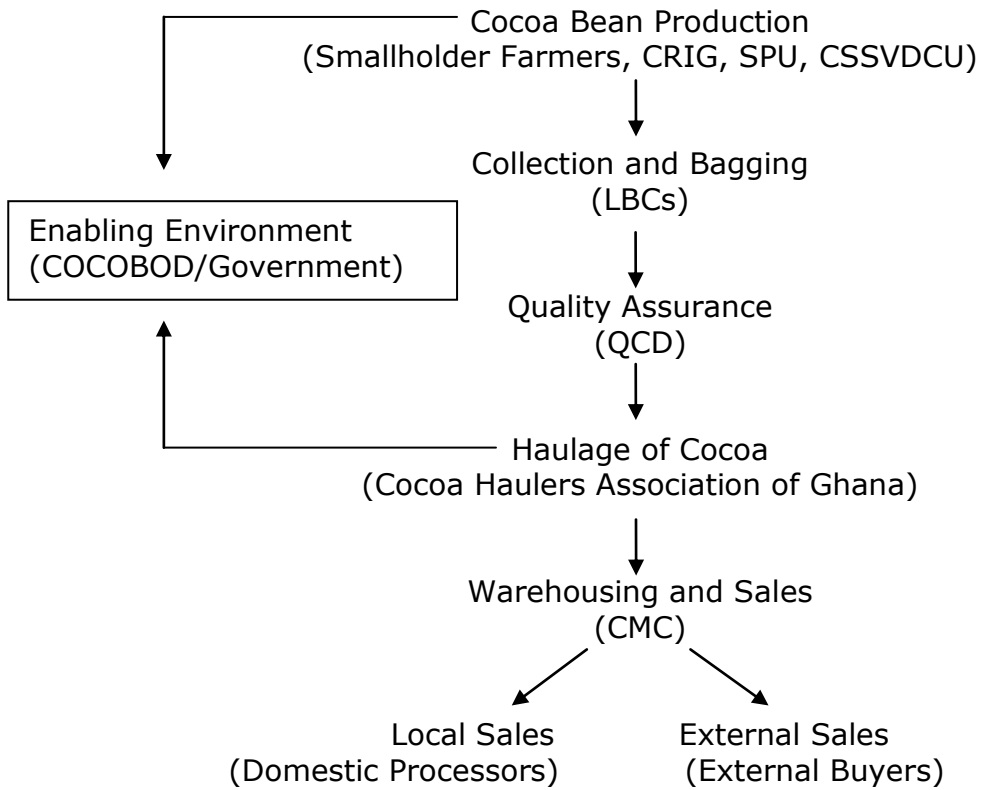 Cocoa Bean Production
(Smallholder Farmers, CRIG, SPU, CSSVDCU)
Collection and Bagging
(LBCs)
Enabling Environment
(COCOBOD/Government)
Quality Assurance
(QCD)
Haulage of Cocoa
(Cocoa Haulers Association of Ghana)
Warehousing and Sales
(CMC)
Local Sales
(Domestic Processors)
External Sales
(External Buyers)